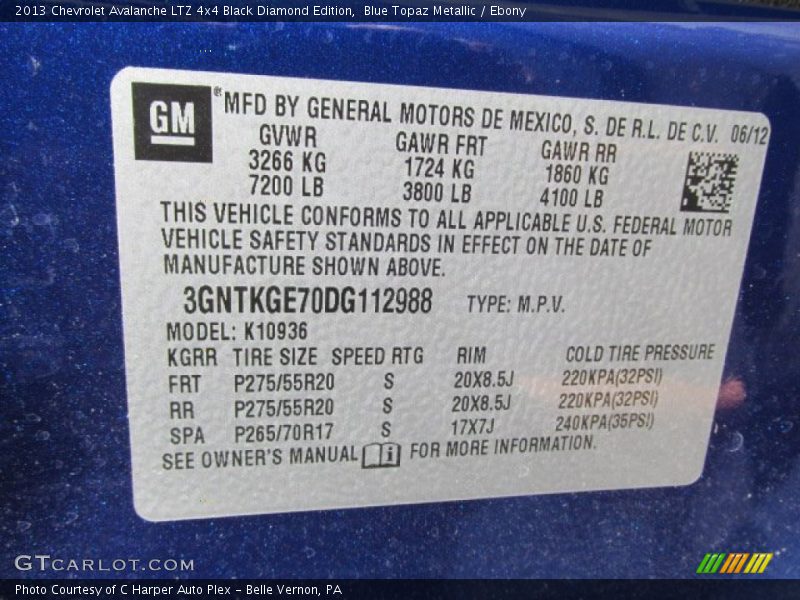 2013 Chevrolet Avalanche LTZ 4x4 Black Diamond Edition, Blue Topaz Metallic / Ebony
GM ® MFD BY GENERAL MOTORS DE MEXICO, S. DE R.L. DE C.V. 06/12
GVWR GAWR FRT GAWR RR
3266 KG 1724 KG 1860 KG
7200 LB 3800 LB 4100 LB
THIS VEHICLE CONFORMS TO ALL APPLICABLE U.S. FEDERAL MOTOR
VEHICLE SAFETY STANDARDS IN EFFECT ON THE DATE OF
MANUFACTURE SHOWN ABOVE.
3GNTKGE70DG112988 TYPE: M.P.V.
MODEL: K10936
KGRR TIRE SIZE SPEED RTG RIM COLD TIRE PRESSURE
FRT P275/55R20 S 20X8.5J 220KPA(32PSI)
RR P275/55R20 S 20X8.5J 220KPA(32PSI)
SPA P265/70R17 S 17X7J 240KPA(35PSI)
SEE OWNER'S MANUAL i FOR MORE INFORMATION.
GTCARLOT.COM
Photo Courtesy of C Harper Auto Plex - Belle Vernon, PA